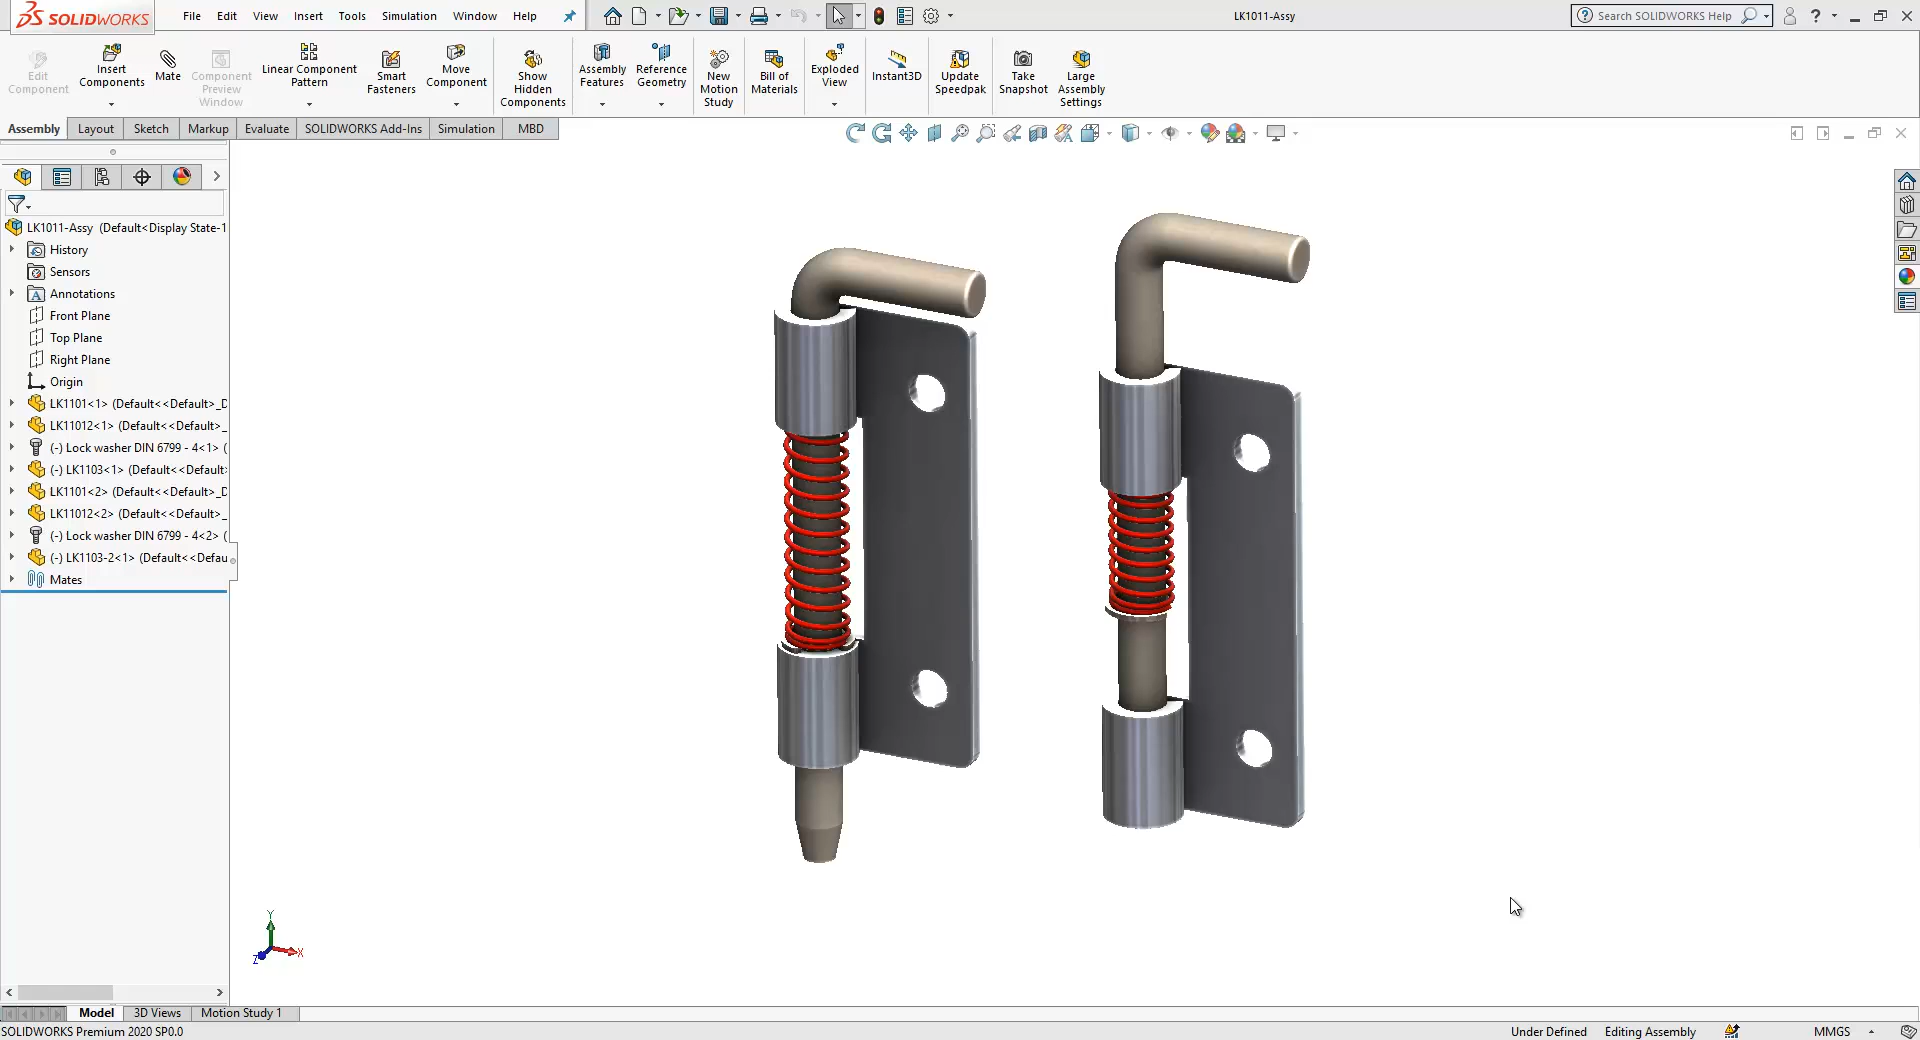 SOLIDWORKS
File Edit View Insert Tools Simulation Window Help
LK1011-Assy
Search SOLIDWORKS Help
?
Edit Component
Insert Components
Mate
Component Preview Window
Linear Component Pattern
Smart Fasteners
Move Component
Show Hidden Components
Assembly Features
Reference Geometry
New Motion Study
Bill of Materials
Exploded View
Instant3D
Update Speedpak
Take Snapshot
Large Assembly Settings
Assembly Layout Sketch Markup Evaluate SOLIDWORKS Add-Ins Simulation MBD
LK1011-Assy (Default<Display State-1
History
Sensors
Annotations
Front Plane
Top Plane
Right Plane
Origin
LK1101<1> (Default<<Default>_D
LK11012<1> (Default<<Default>_
(-) Lock washer DIN 6799 - 4<1> (
(-) LK1103<1> (Default<<Default>
LK1101<2> (Default<<Default>_D
LK11012<2> (Default<<Default>_
(-) Lock washer DIN 6799 - 4<2> (
(-) LK1103-2<1> (Default<<Defau
Mates
Y
X
Z
Model 3D Views Motion Study 1
SOLIDWORKS Premium 2020 SP0.0
Under Defined Editing Assembly MMGS